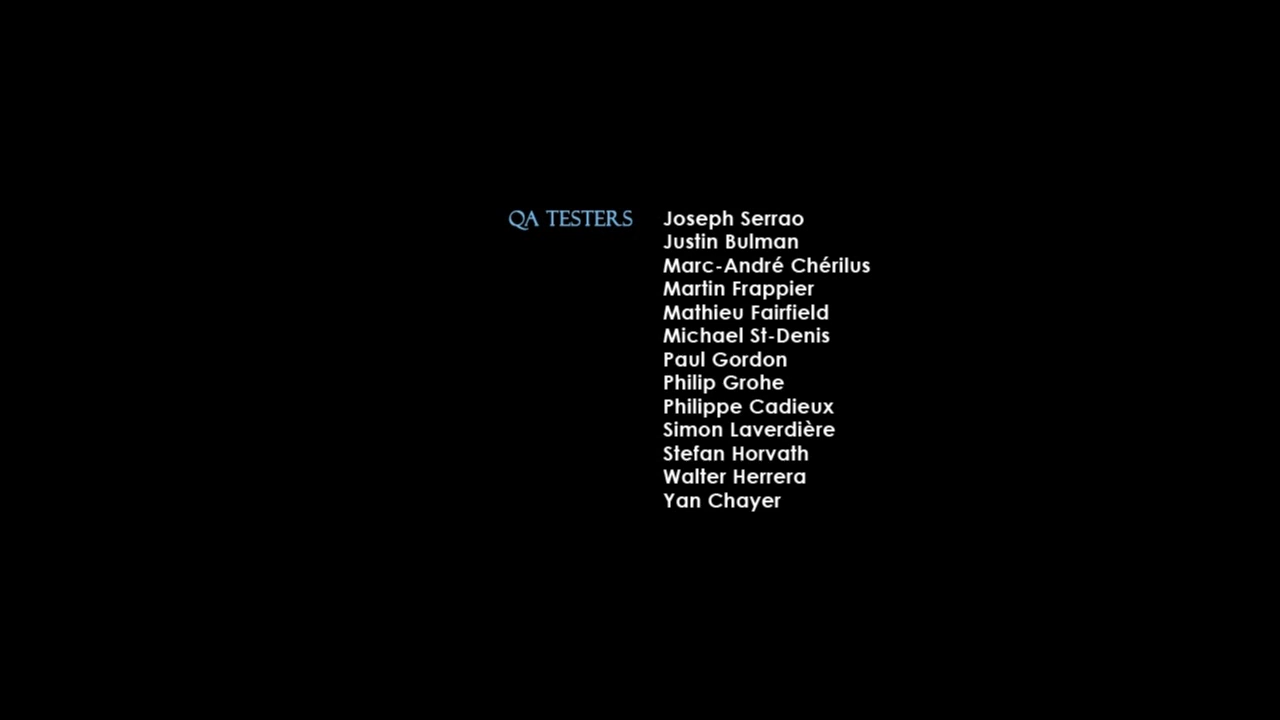 QA TESTERS Joseph Serrao
Justin Bulman
Marc-André Chérilus
Martin Frappier
Mathieu Fairfield
Michael St-Denis
Paul Gordon
Philip Grohe
Philippe Cadieux
Simon Laverdière
Stefan Horvath
Walter Herrera
Yan Chayer